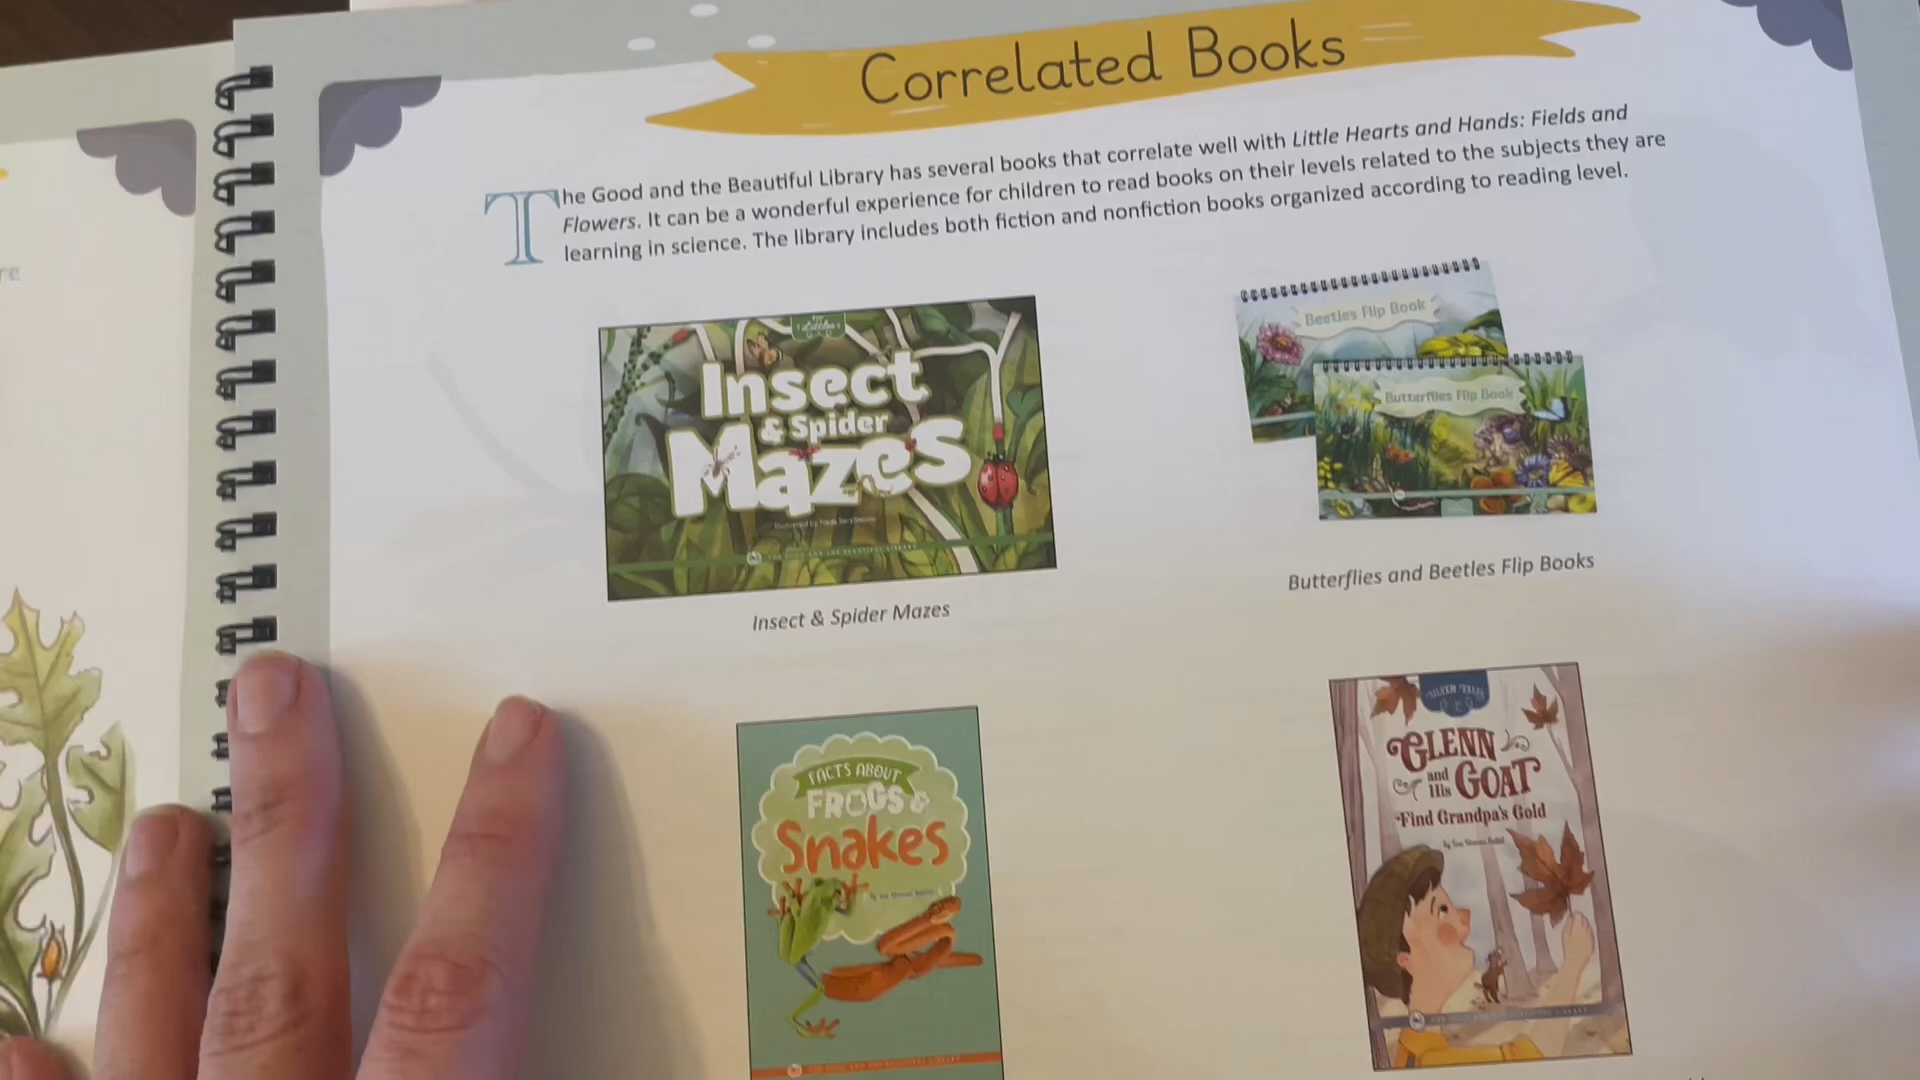 re
Correlated Books
The Good and the Beautiful Library has several books that correlate well with Little Hearts and Hands: Fields and
Flowers. It can be a wonderful experience for children to read books on their levels related to the subjects they are
learning in science. The library includes both fiction and nonfiction books organized according to reading level.
Insect
& Spider
Mazes
Insect & Spider Mazes
Beetles Flip Book
Butterflies Flip Book
Butterflies and Beetles Flip Books
FACTS ABOUT
FROGS &
Snakes
GLENN
and
His GOAT
Find Grandpa's Gold